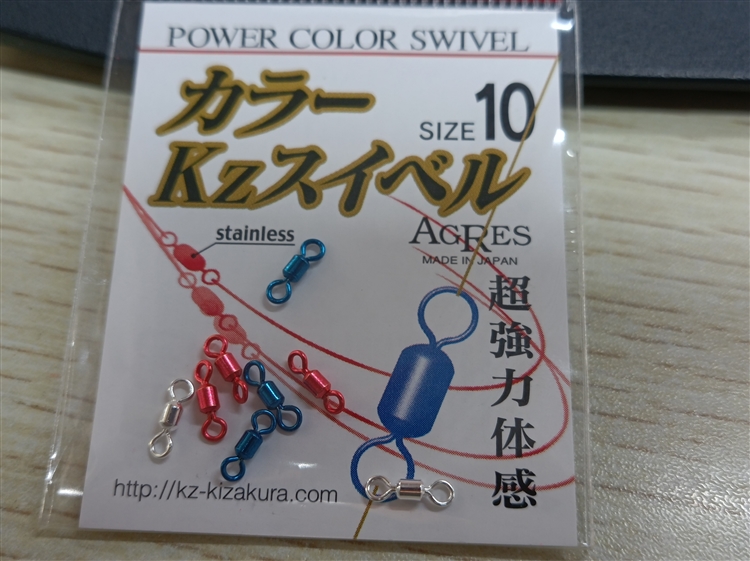 POWER COLOR SWIVEL
カラー
SIZE 10
Kzスイベル
stainless
AGRES
MADE IN JAPAN
超強力体感
http://kz-kizakura.com